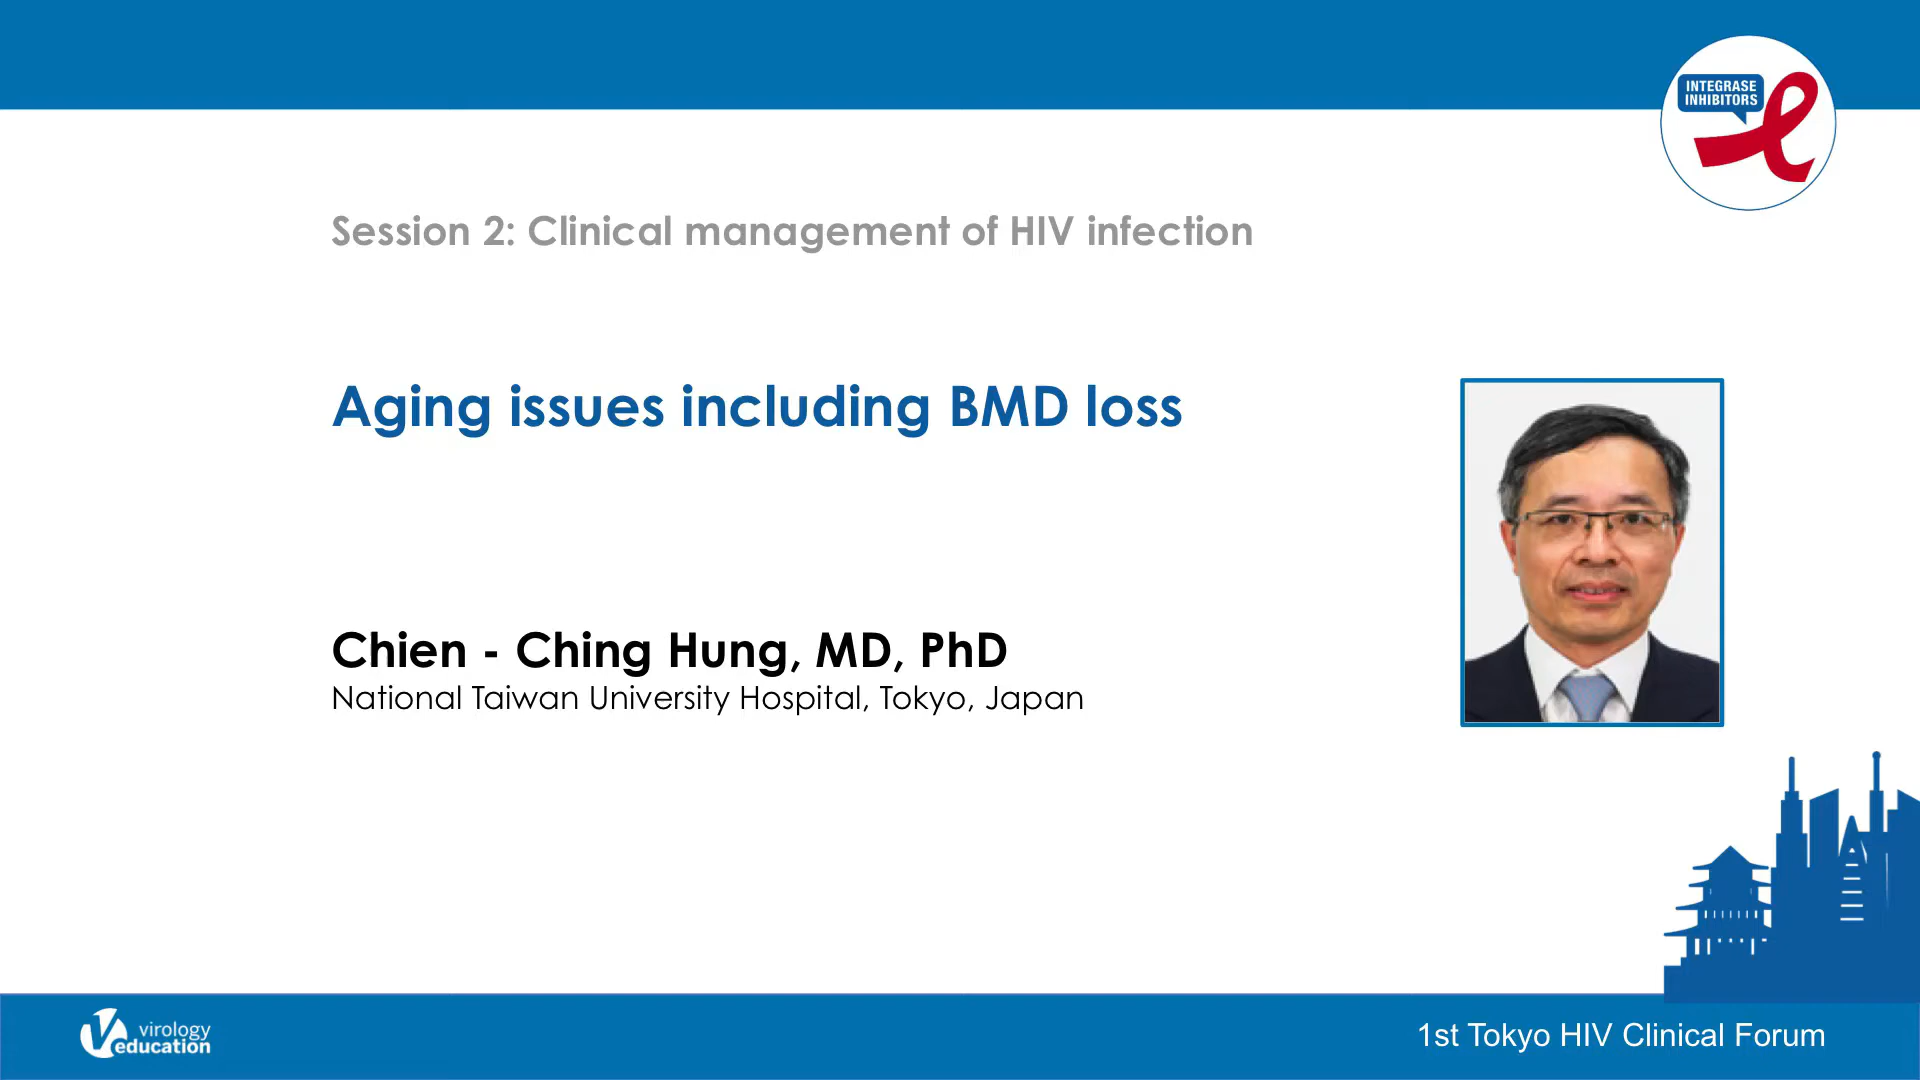 INTEGRASE
INHIBITORS
Session 2: Clinical management of HIV infection
Aging issues including BMD loss
Chien - Ching Hung, MD, PhD
National Taiwan University Hospital, Tokyo, Japan
virology
education
1st Tokyo HIV Clinical Forum